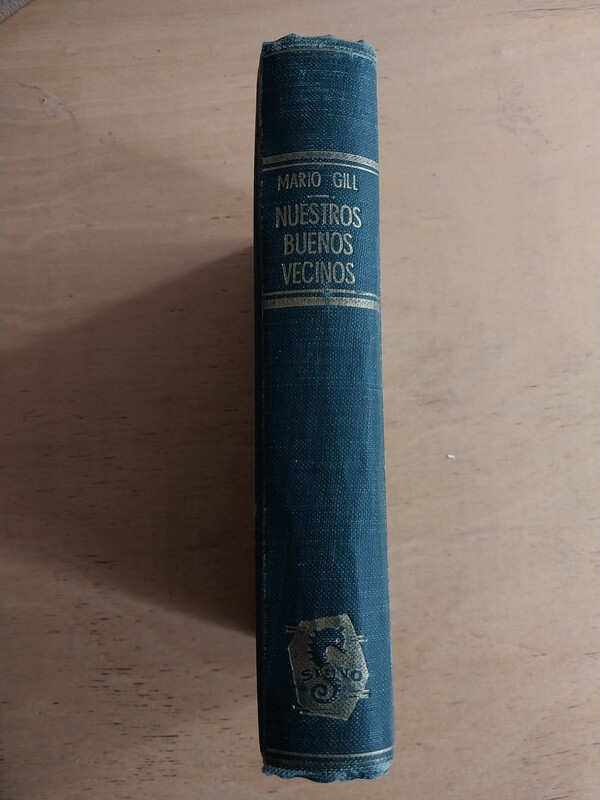 MARIO GILL
NUESTROS
BUENOS
VECINOS
SIGNO